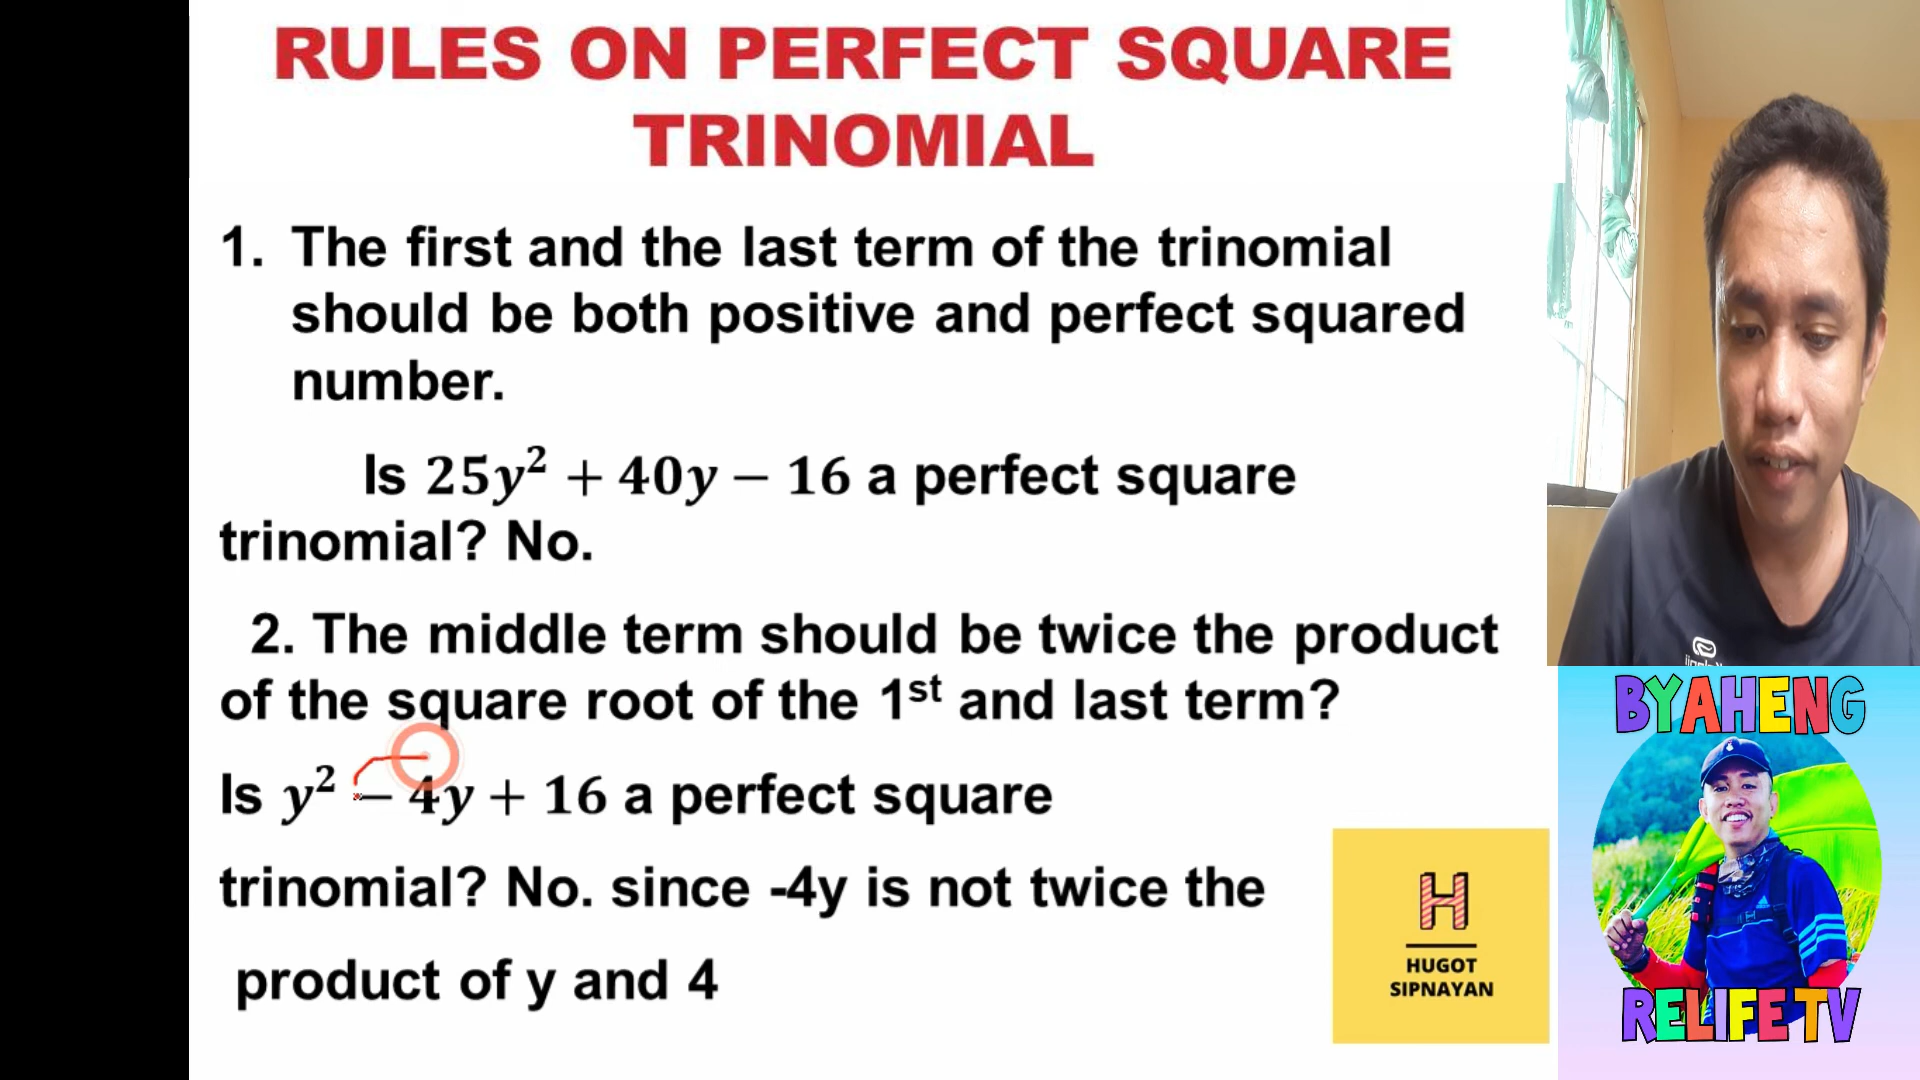 RULES ON PERFECT SQUARE
TRINOMIAL
1. The first and the last term of the trinomial
should be both positive and perfect squared
number.
Is 25y² + 40y − 16 a perfect square
trinomial? No.
2. The middle term should be twice the product
of the square root of the 1st and last term?
Is y² − 4y + 16 a perfect square
trinomial? No. since -4y is not twice the
product of y and 4
H
HUGOT
SIPNAYAN
BYAHENG
RELIFE TV